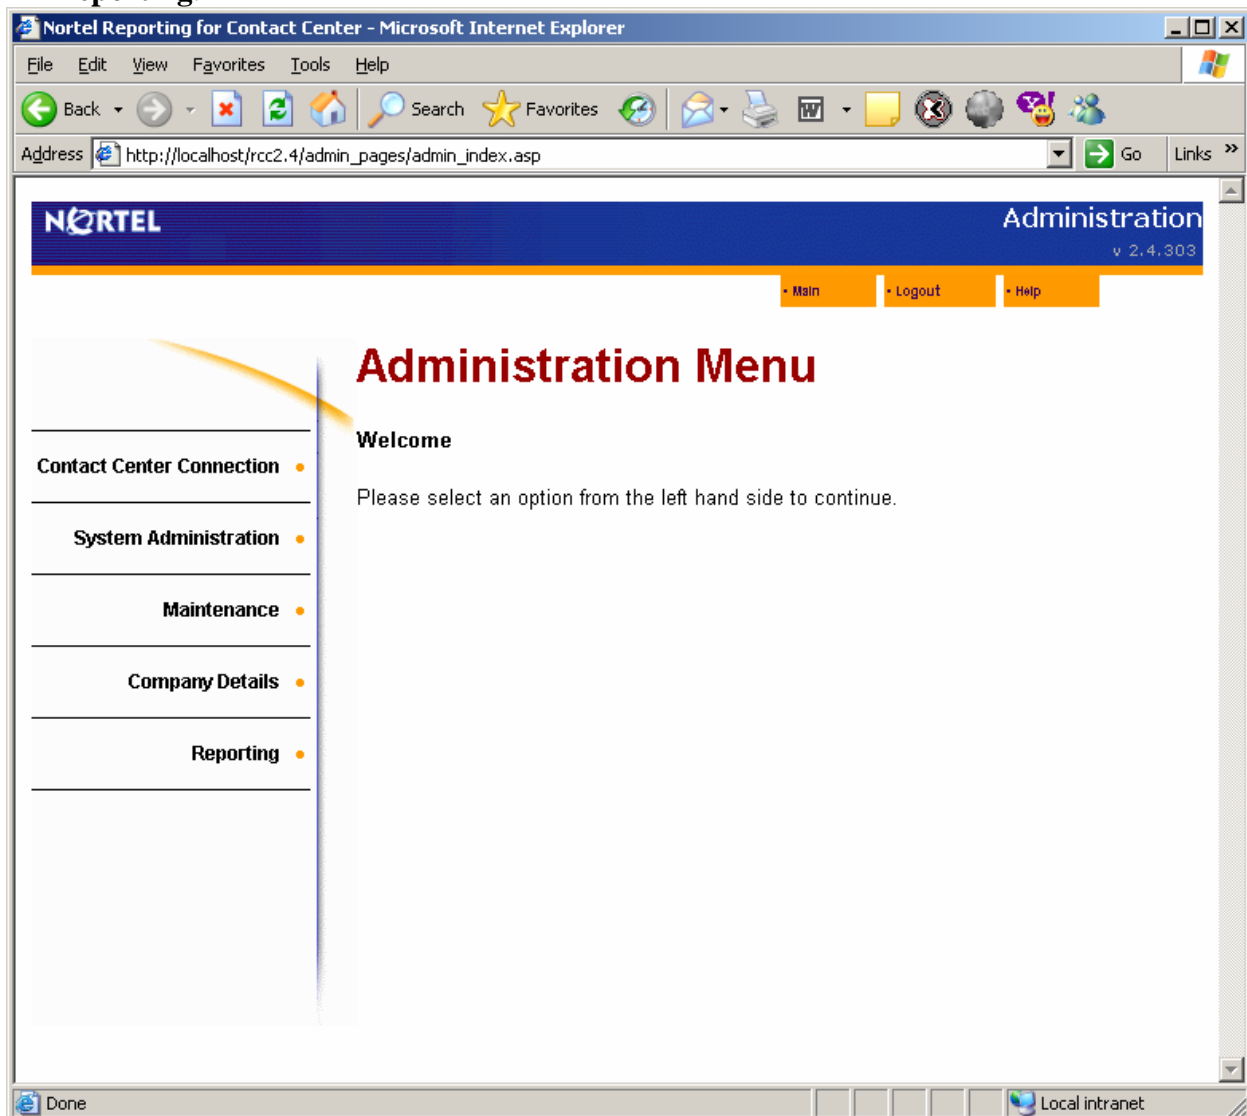 Nortel Reporting for Contact Center - Microsoft Internet Explorer
File Edit View Favorites Tools Help
Back Search Favorites
Address http://localhost/rcc2.4/admin_pages/admin_index.asp Go Links »
NORTEL Administration
v 2.4.303
• Main • Logout • Help
Administration Menu
Welcome
Please select an option from the left hand side to continue.
Contact Center Connection •
System Administration •
Maintenance •
Company Details •
Reporting •
Done Local intranet